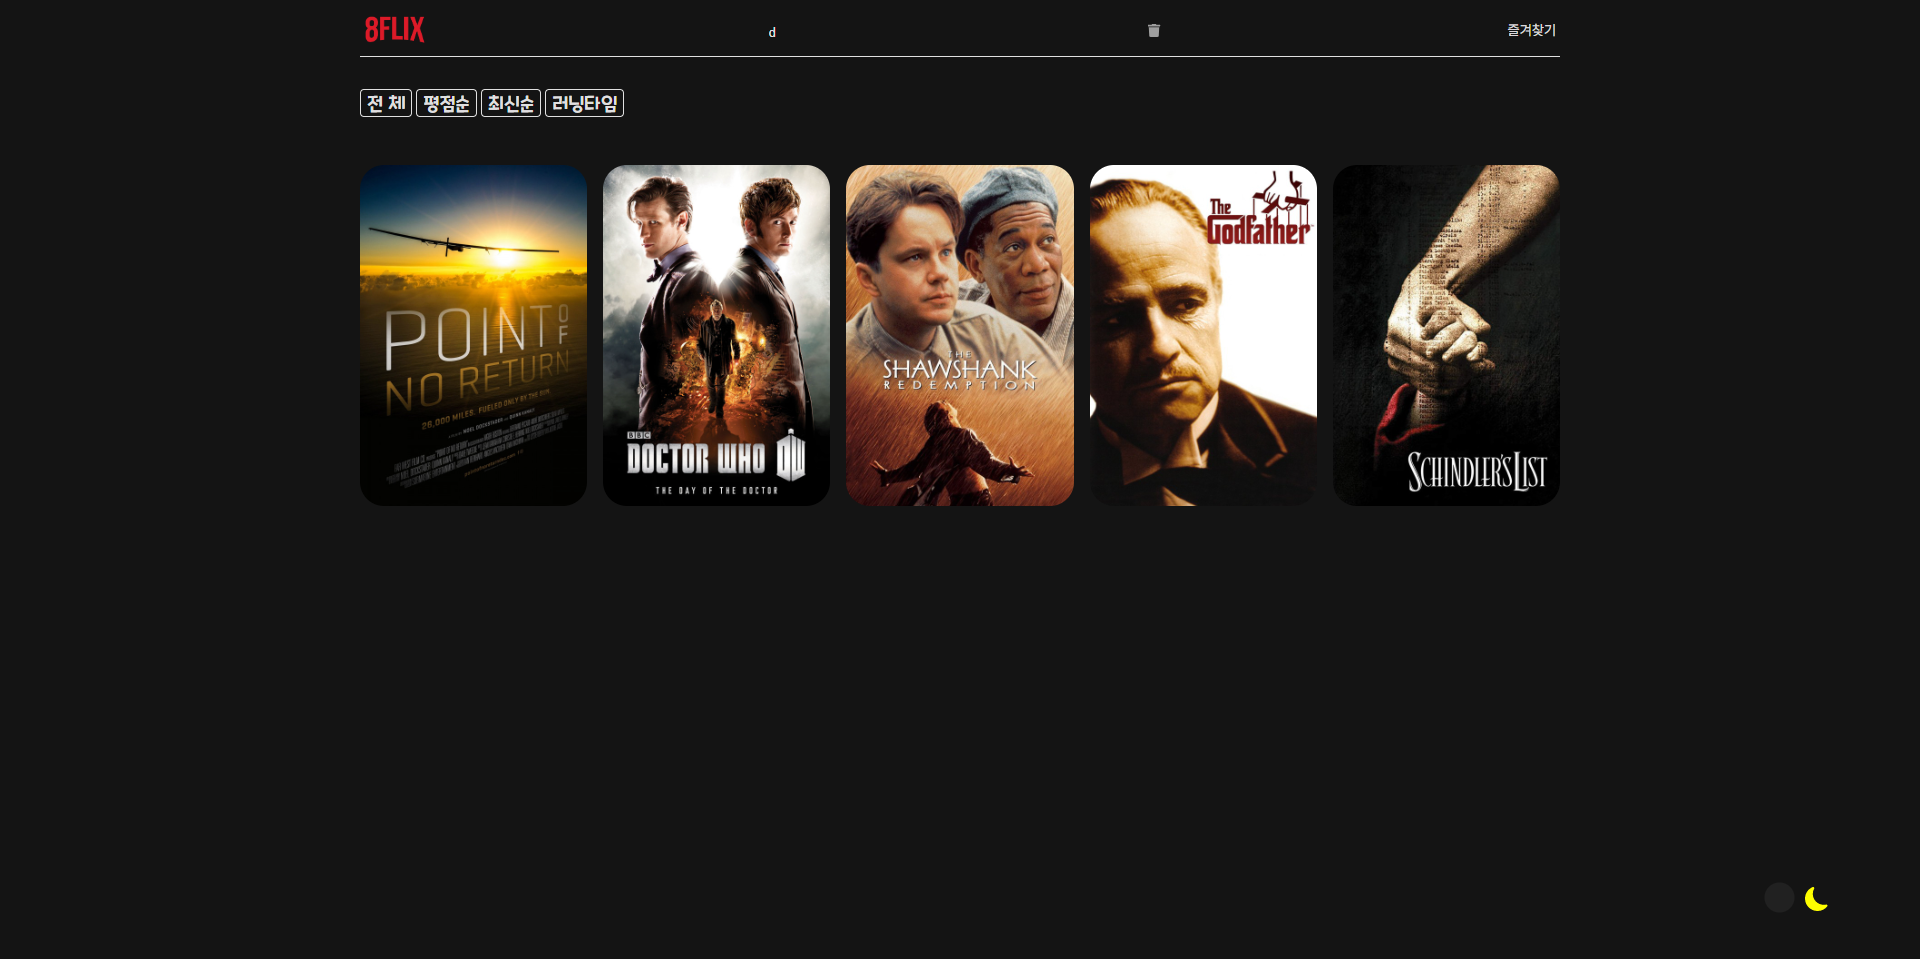 8FLIX
d
즐겨찾기
전 체 평점순 최신순 러닝타임
POINT OF
NO RETURN
26,000 MILES. FUELED ONLY BY THE SUN.
BBC
DOCTOR WHO DW
THE DAY OF THE DOCTOR
THE
SHAWSHANK
REDEMPTION
The
Godfather
SCHINDLER'S LIST